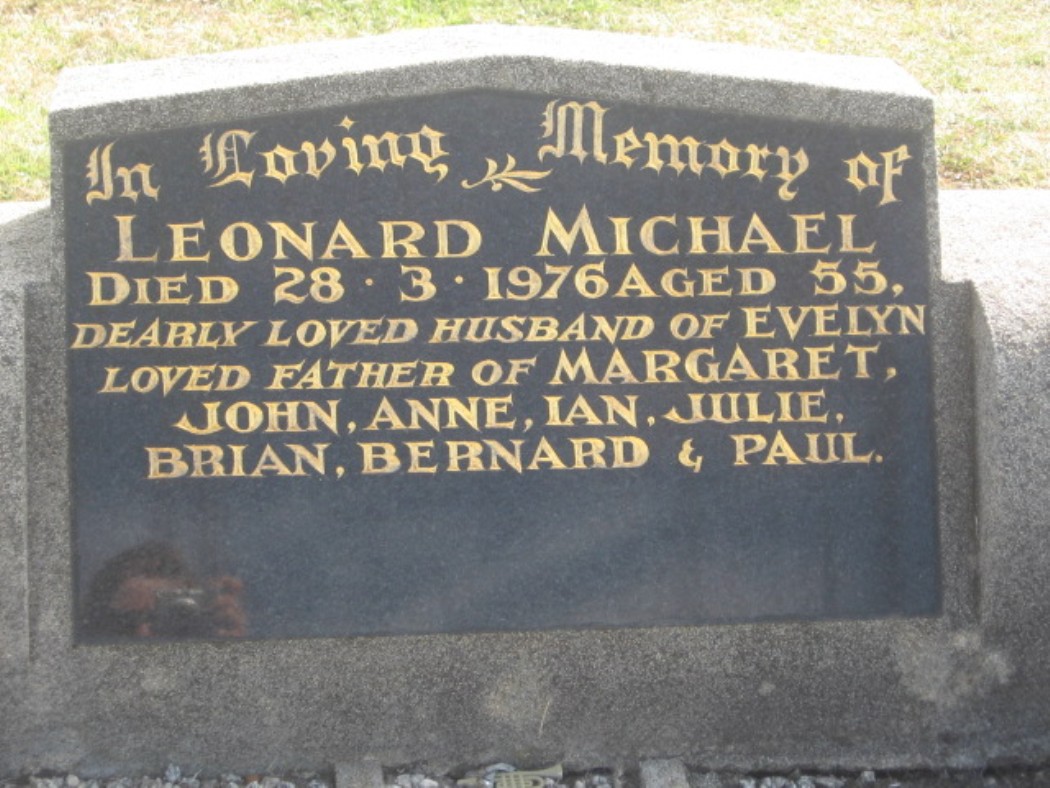 In Loving Memory of
LEONARD MICHAEL
DIED 28 · 3 · 1976 AGED 55,
DEARLY LOVED HUSBAND OF EVELYN
LOVED FATHER OF MARGARET,
JOHN, ANNE, IAN, JULIE,
BRIAN, BERNARD & PAUL.